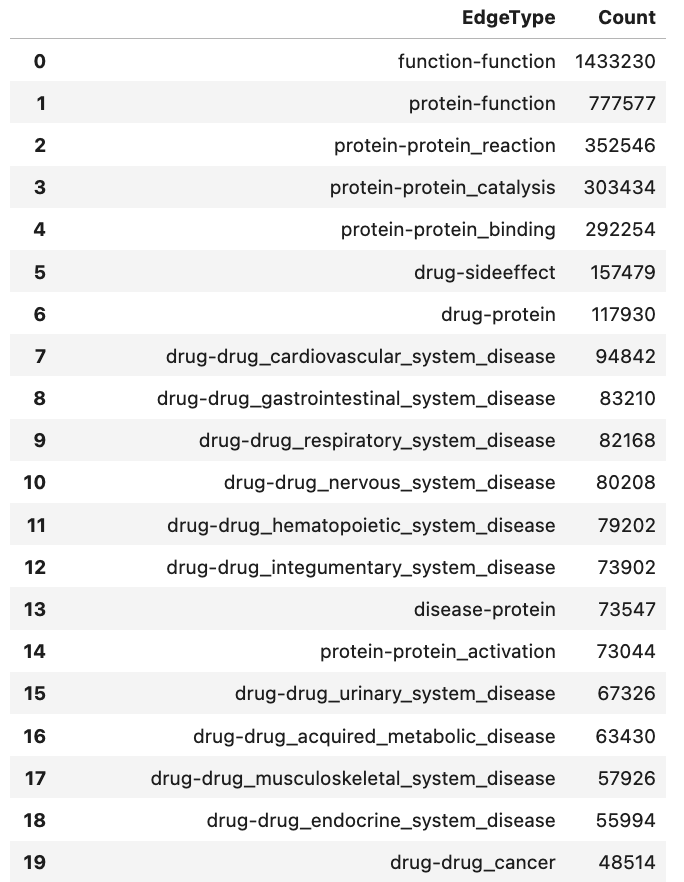 EdgeType Count
0 function-function 1433230
1 protein-function 777577
2 protein-protein_reaction 352546
3 protein-protein_catalysis 303434
4 protein-protein_binding 292254
5 drug-sideeffect 157479
6 drug-protein 117930
7 drug-drug_cardiovascular_system_disease 94842
8 drug-drug_gastrointestinal_system_disease 83210
9 drug-drug_respiratory_system_disease 82168
10 drug-drug_nervous_system_disease 80208
11 drug-drug_hematopoietic_system_disease 79202
12 drug-drug_integumentary_system_disease 73902
13 disease-protein 73547
14 protein-protein_activation 73044
15 drug-drug_urinary_system_disease 67326
16 drug-drug_acquired_metabolic_disease 63430
17 drug-drug_musculoskeletal_system_disease 57926
18 drug-drug_endocrine_system_disease 55994
19 drug-drug_cancer 48514